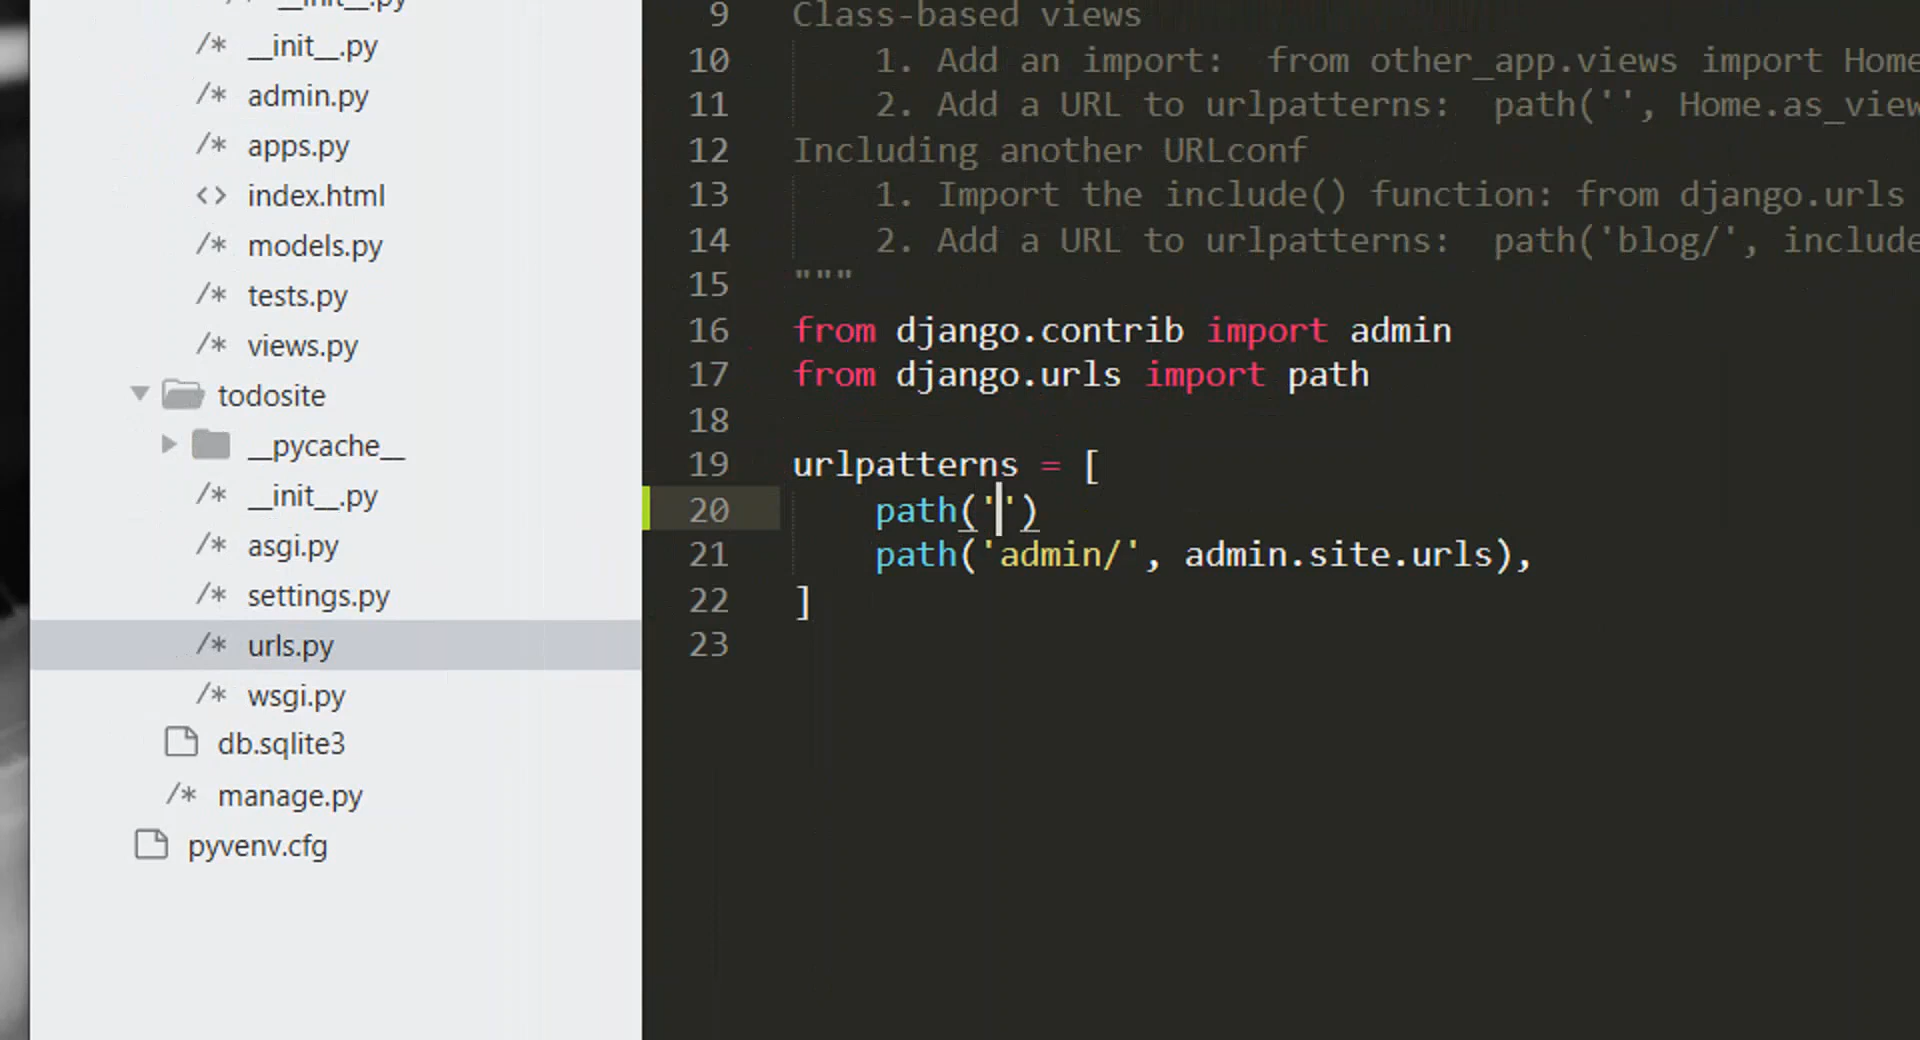 __init__.py
__init__.py
admin.py
apps.py
<> index.html
models.py
tests.py
views.py
todosite
__pycache__
__init__.py
asgi.py
settings.py
urls.py
wsgi.py
db.sqlite3
manage.py
pyvenv.cfg
9 Class-based views
10 1. Add an import: from other_app.views import Home
11 2. Add a URL to urlpatterns: path('', Home.as_view
12 Including another URLconf
13 1. Import the include() function: from django.urls
14 2. Add a URL to urlpatterns: path('blog/', include
15 """
16 from django.contrib import admin
17 from django.urls import path
18
19 urlpatterns = [
20 path('')
21 path('admin/', admin.site.urls),
22 ]
23